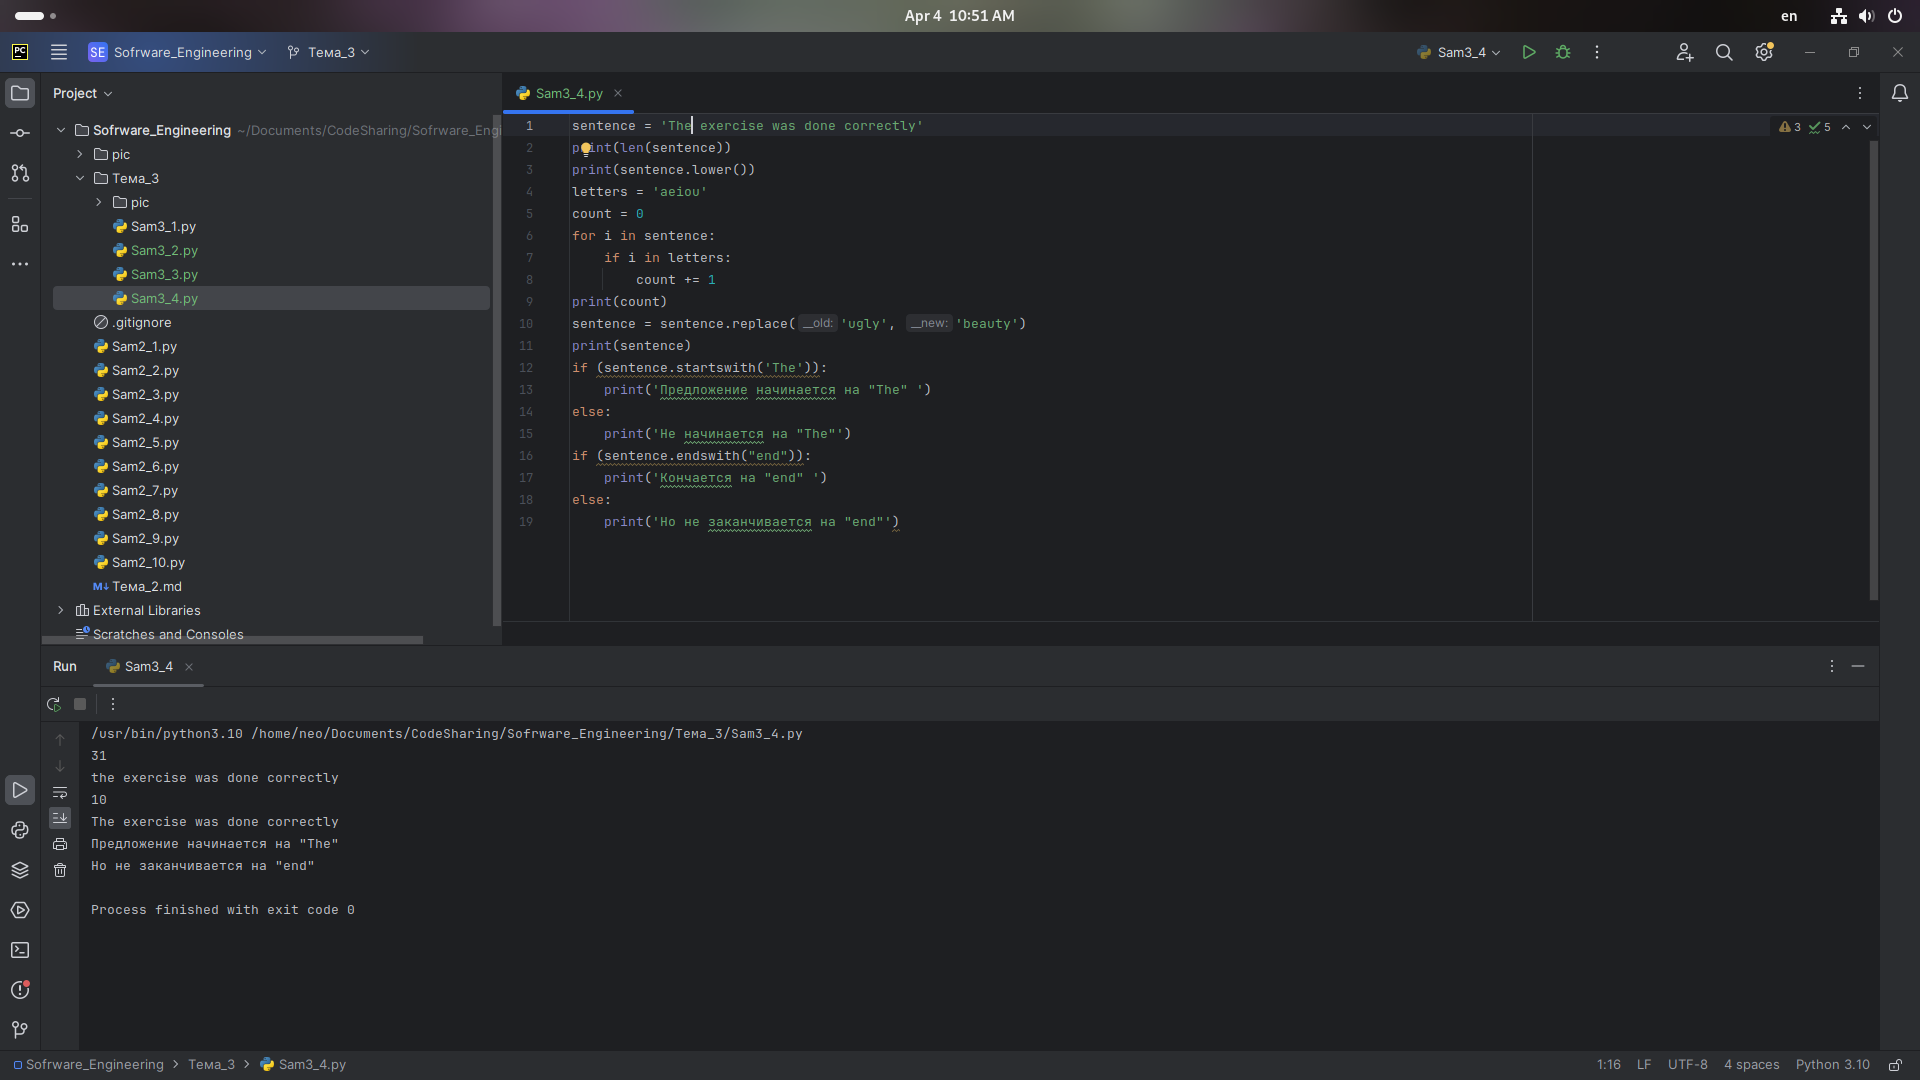 Apr 4 10:51 AM
en
PC
SE Sofrware_Engineering
Тема_3
Sam3_4
Project
Sam3_4.py
Sofrware_Engineering ~/Documents/CodeSharing/Sofrware_Engi
pic
Тема_3
pic
Sam3_1.py
Sam3_2.py
Sam3_3.py
Sam3_4.py
.gitignore
Sam2_1.py
Sam2_2.py
Sam2_3.py
Sam2_4.py
Sam2_5.py
Sam2_6.py
Sam2_7.py
Sam2_8.py
Sam2_9.py
Sam2_10.py
M↓ Тема_2.md
External Libraries
Scratches and Consoles
3 5
1 sentence = 'The exercise was done correctly'
2 print(len(sentence))
3 print(sentence.lower())
4 letters = 'aeiou'
5 count = 0
6 for i in sentence:
7 if i in letters:
8 count += 1
9 print(count)
10 sentence = sentence.replace( __old: 'ugly', __new: 'beauty')
11 print(sentence)
12 if (sentence.startswith('The')):
13 print('Предложение начинается на "The" ')
14 else:
15 print('Не начинается на "The"')
16 if (sentence.endswith("end")):
17 print('Кончается на "end" ')
18 else:
19 print('Но не заканчивается на "end"')
Run
Sam3_4
/usr/bin/python3.10 /home/neo/Documents/CodeSharing/Sofrware_Engineering/Тема_3/Sam3_4.py
31
the exercise was done correctly
10
The exercise was done correctly
Предложение начинается на "The"
Но не заканчивается на "end"
Process finished with exit code 0
Sofrware_Engineering > Тема_3 > Sam3_4.py
1:16 LF UTF-8 4 spaces Python 3.10